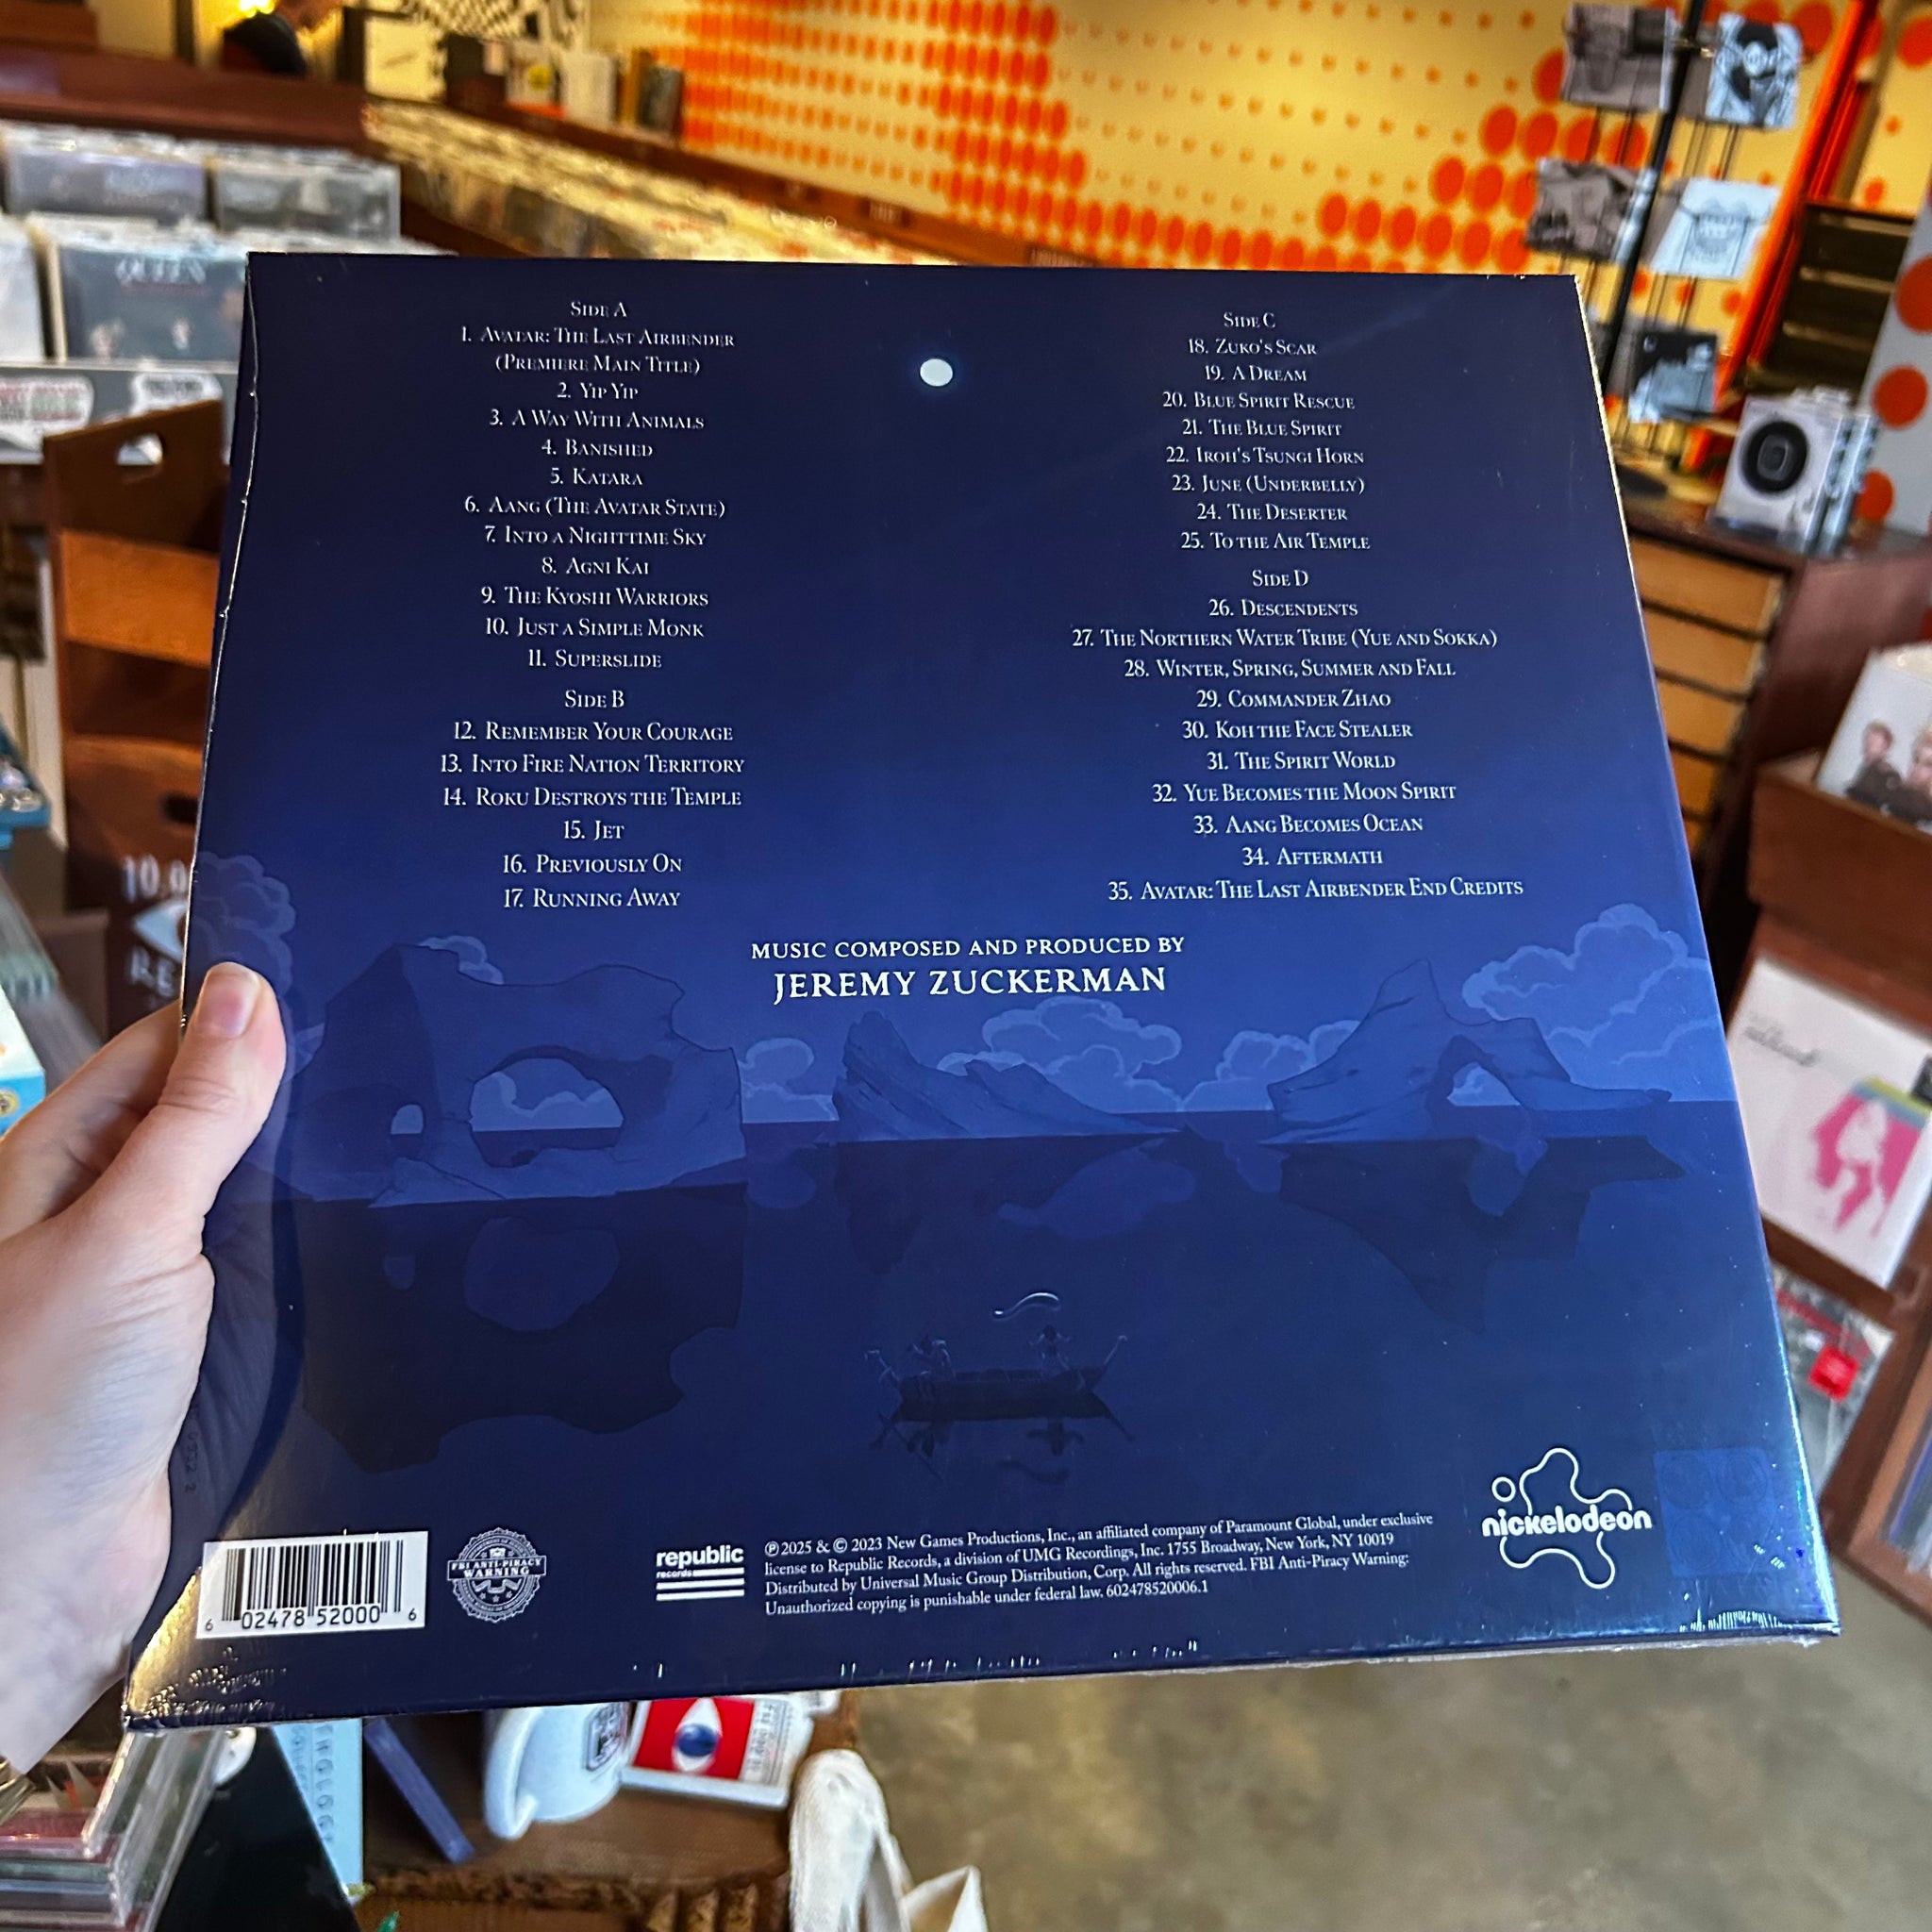 QUEEN
SIDE A
1. AVATAR: THE LAST AIRBENDER
(PREMIERE MAIN TITLE)
2. YIP YIP
3. A WAY WITH ANIMALS
4. BANISHED
5. KATARA
6. AANG (THE AVATAR STATE)
7. INTO A NIGHTTIME SKY
8. AGNI KAI
9. THE KYOSHI WARRIORS
10. JUST A SIMPLE MONK
11. SUPERSLIDE
SIDE B
12. REMEMBER YOUR COURAGE
13. INTO FIRE NATION TERRITORY
14. ROKU DESTROYS THE TEMPLE
15. JET
16. PREVIOUSLY ON
17. RUNNING AWAY
SIDE C
18. ZUKO'S SCAR
19. A DREAM
20. BLUE SPIRIT RESCUE
21. THE BLUE SPIRIT
22. IROH'S TSUNGI HORN
23. JUNE (UNDERBELLY)
24. THE DESERTER
25. TO THE AIR TEMPLE
SIDE D
26. DESCENDENTS
27. THE NORTHERN WATER TRIBE (YUE AND SOKKA)
28. WINTER, SPRING, SUMMER AND FALL
29. COMMANDER ZHAO
30. KOH THE FACE STEALER
31. THE SPIRIT WORLD
32. YUE BECOMES THE MOON SPIRIT
33. AANG BECOMES OCEAN
34. AFTERMATH
35. AVATAR: THE LAST AIRBENDER END CREDITS
MUSIC COMPOSED AND PRODUCED BY
JEREMY ZUCKERMAN
6 02478 52000 6
FBI ANTI-PIRACY
WARNING
republic
records
℗ 2025 & © 2023 New Games Productions, Inc., an affiliated company of Paramount Global, under exclusive
license to Republic Records, a division of UMG Recordings, Inc. 1755 Broadway, New York, NY 10019
Distributed by Universal Music Group Distribution, Corp. All rights reserved. FBI Anti-Piracy Warning:
Unauthorized copying is punishable under federal law. 602478520006.1
nickelodeon